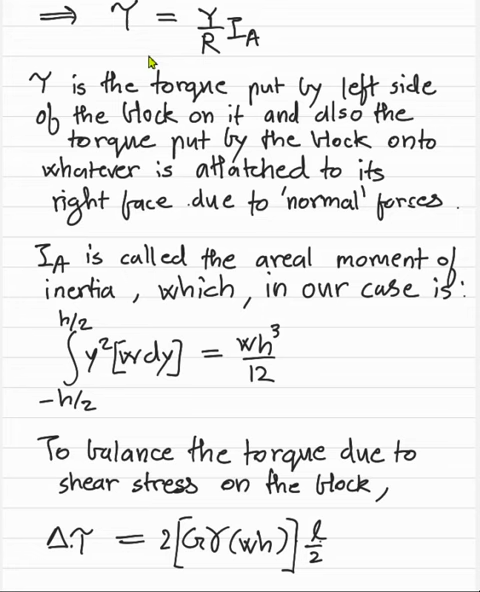 ⟹ τ = Y/R I_A
τ is the torque put by left side
of the block on it and also the
torque put by the block onto
whatever is attatched to its
right face due to 'normal' forces.
I_A is called the areal moment of
inertia, which, in our case is:
∫_{-h/2}^{h/2} y²[wdy] = wh³/12
To balance the torque due to
shear stress on the block,
Δτ = 2[Gγ(wh)] l/2